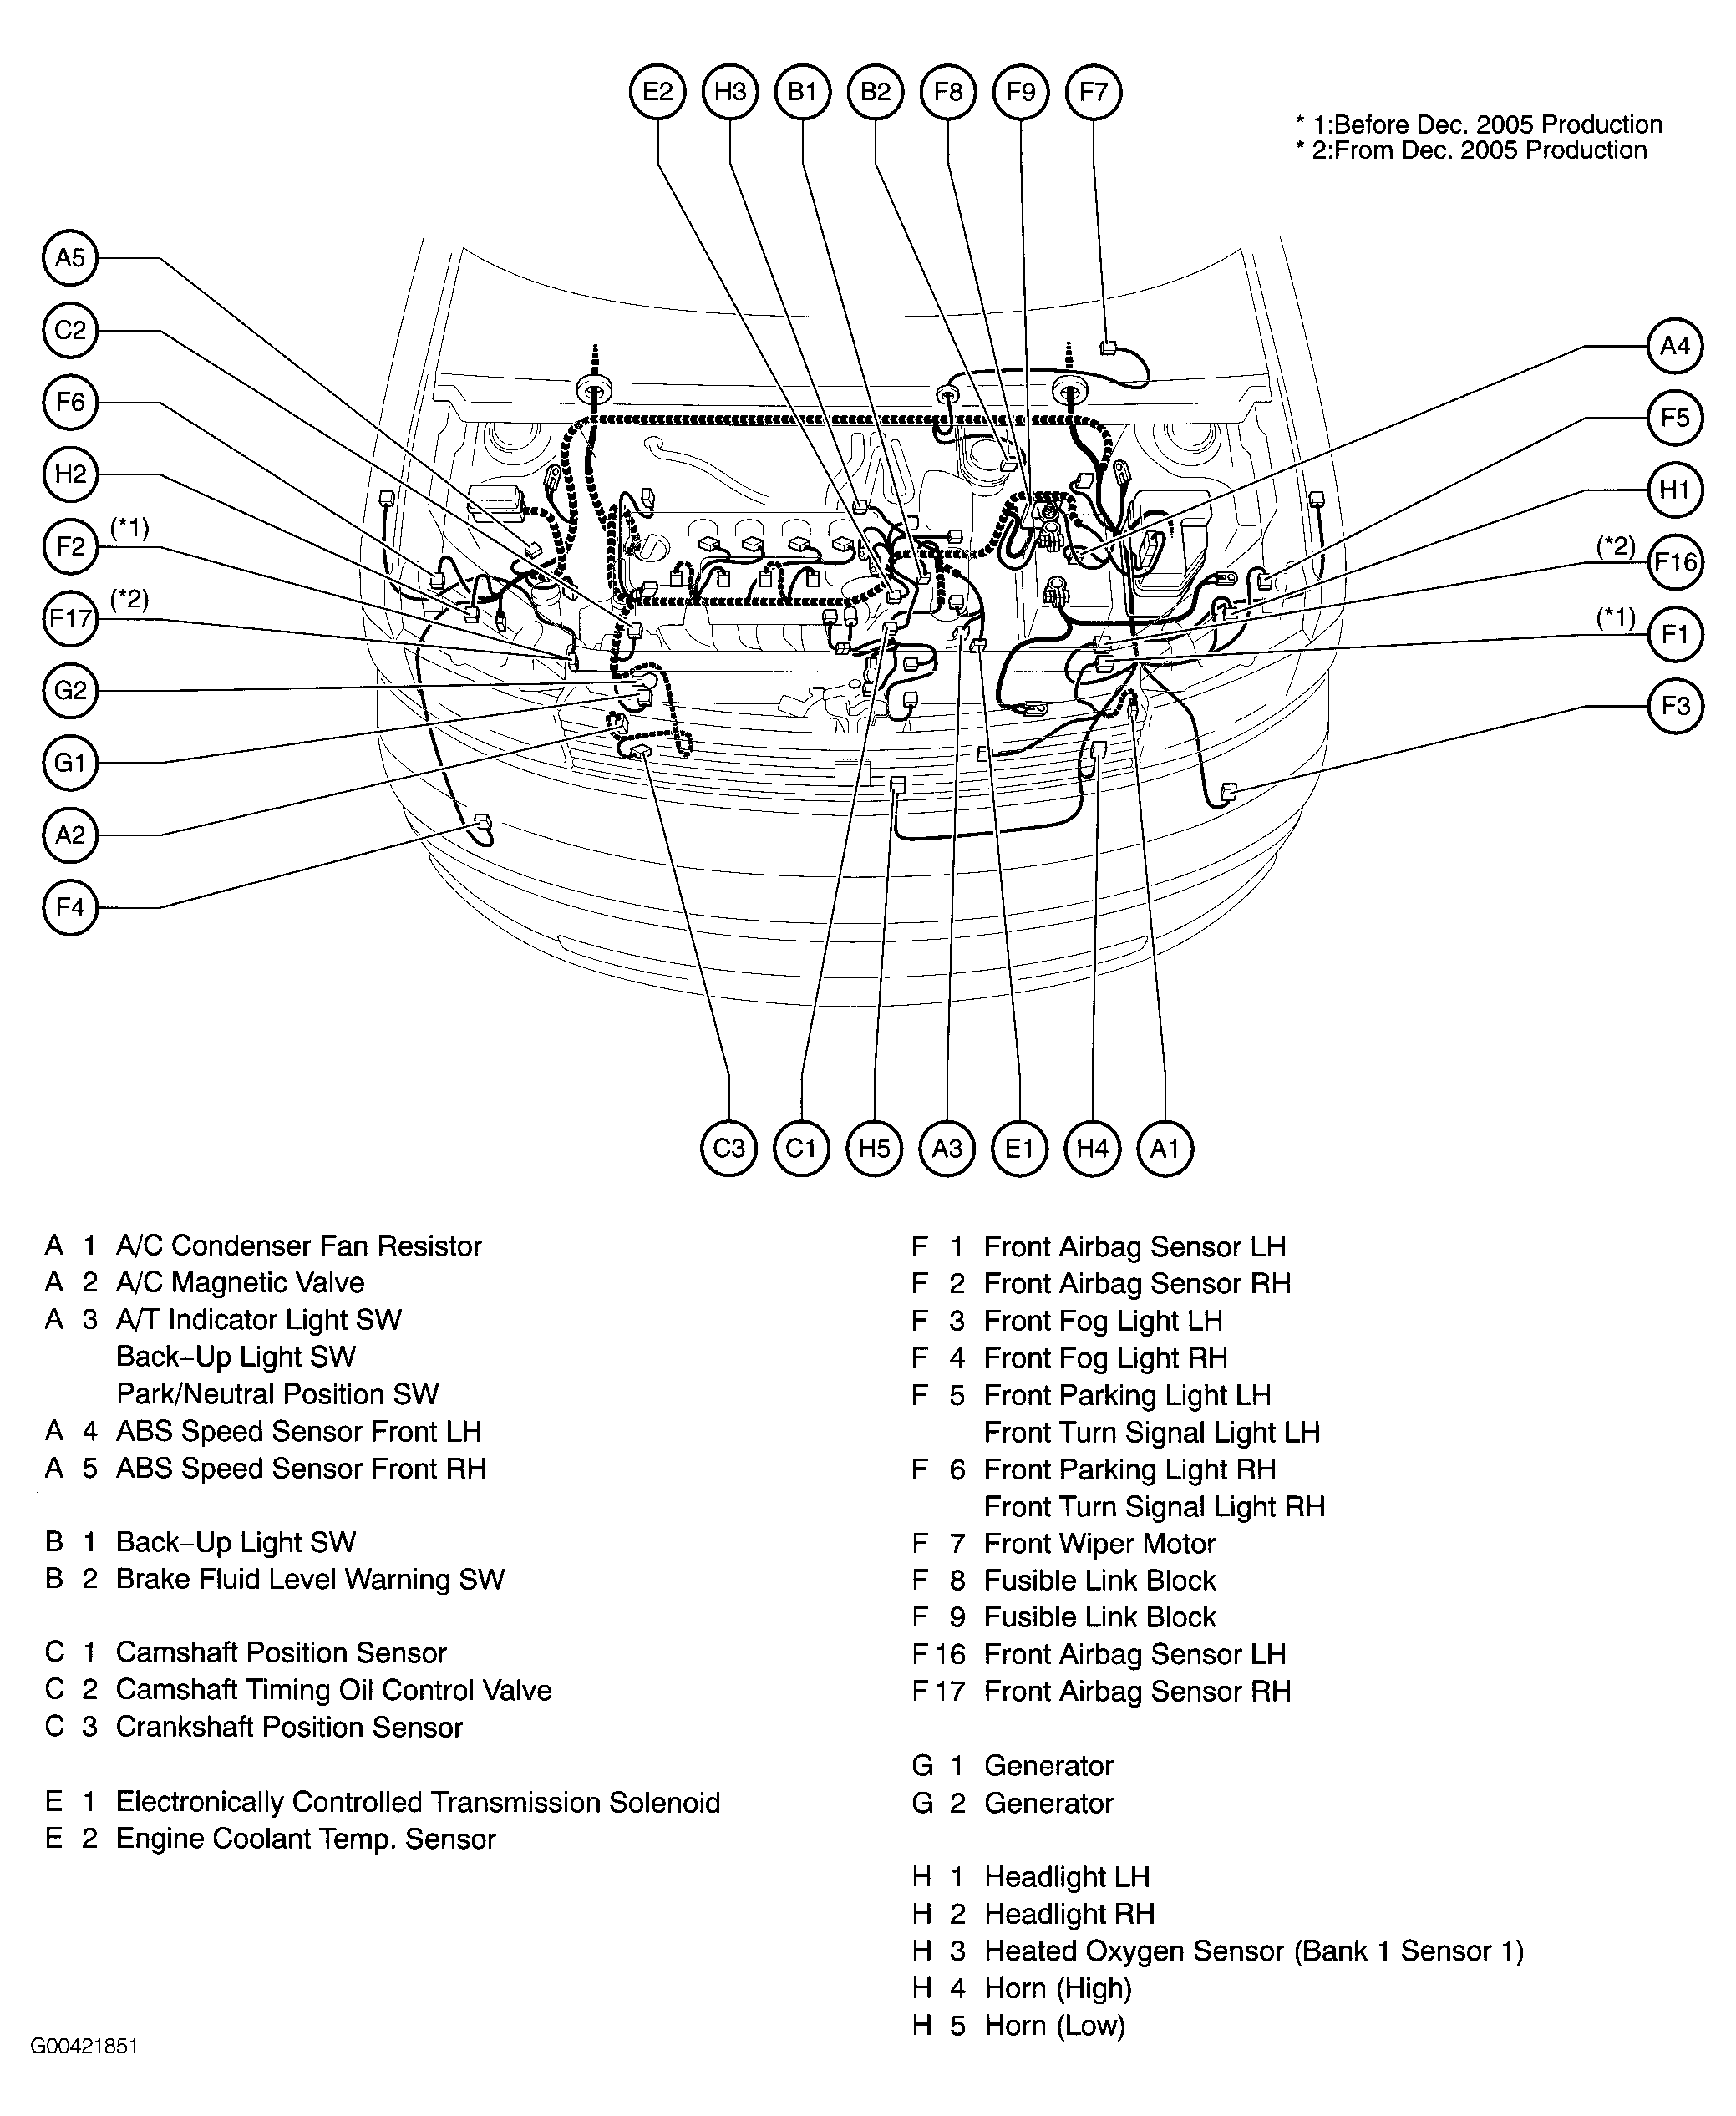 E2 H3 B1 B2 F8 F9 F7
* 1:Before Dec. 2005 Production
* 2:From Dec. 2005 Production
A5
C2
F6
H2
F2 (*1)
F17 (*2)
G2
G1
A2
F4
A4
F5
H1
(*2) F16
(*1) F1
F3
C3 C1 H5 A3 E1 H4 A1
A 1 A/C Condenser Fan Resistor
A 2 A/C Magnetic Valve
A 3 A/T Indicator Light SW
Back-Up Light SW
Park/Neutral Position SW
A 4 ABS Speed Sensor Front LH
A 5 ABS Speed Sensor Front RH
B 1 Back-Up Light SW
B 2 Brake Fluid Level Warning SW
C 1 Camshaft Position Sensor
C 2 Camshaft Timing Oil Control Valve
C 3 Crankshaft Position Sensor
E 1 Electronically Controlled Transmission Solenoid
E 2 Engine Coolant Temp. Sensor
F 1 Front Airbag Sensor LH
F 2 Front Airbag Sensor RH
F 3 Front Fog Light LH
F 4 Front Fog Light RH
F 5 Front Parking Light LH
Front Turn Signal Light LH
F 6 Front Parking Light RH
Front Turn Signal Light RH
F 7 Front Wiper Motor
F 8 Fusible Link Block
F 9 Fusible Link Block
F 16 Front Airbag Sensor LH
F 17 Front Airbag Sensor RH
G 1 Generator
G 2 Generator
H 1 Headlight LH
H 2 Headlight RH
H 3 Heated Oxygen Sensor (Bank 1 Sensor 1)
H 4 Horn (High)
H 5 Horn (Low)
G00421851